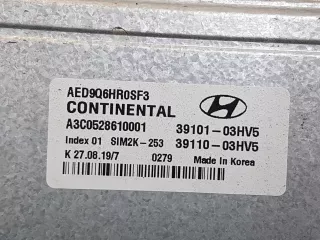 AED9Q6HR0SF3
CONTINENTAL
A3C0528610001 39101-03HV5
Index 01 SIM2K-253 39110-03HV5
K 27.08.19/7 0279 Made in Korea